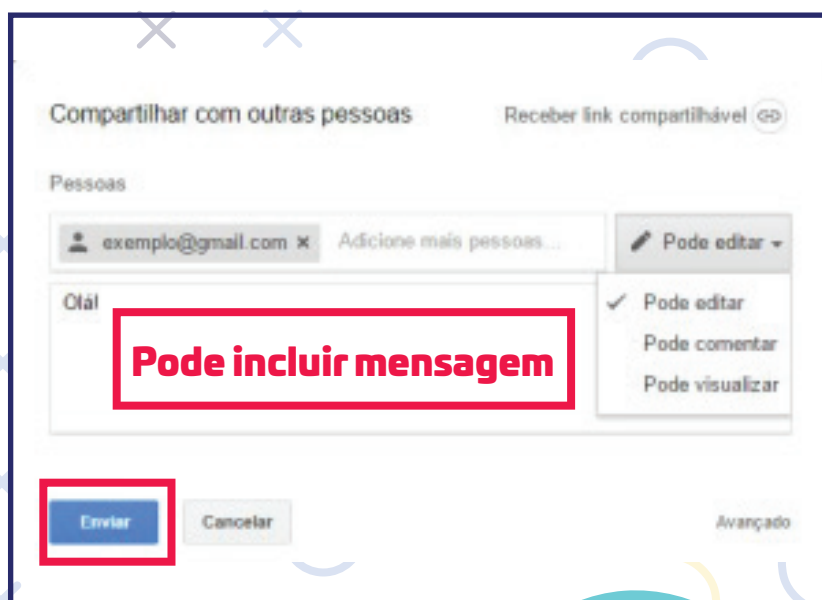 Compartilhar com outras pessoas
Receber link compartilhável
Pessoas
exemplo@gmail.com × Adicione mais pessoas...
Pode editar
Olá!
Pode editar
Pode comentar
Pode visualizar
Pode incluir mensagem
Enviar
Cancelar
Avançado